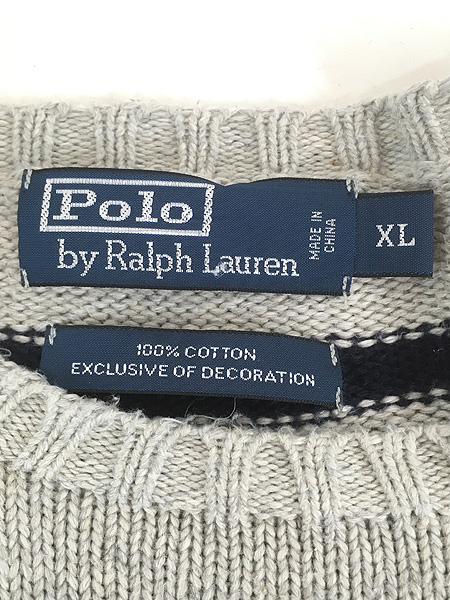 Polo
by Ralph Lauren
MADE IN
CHINA
XL
100% COTTON
EXCLUSIVE OF DECORATION